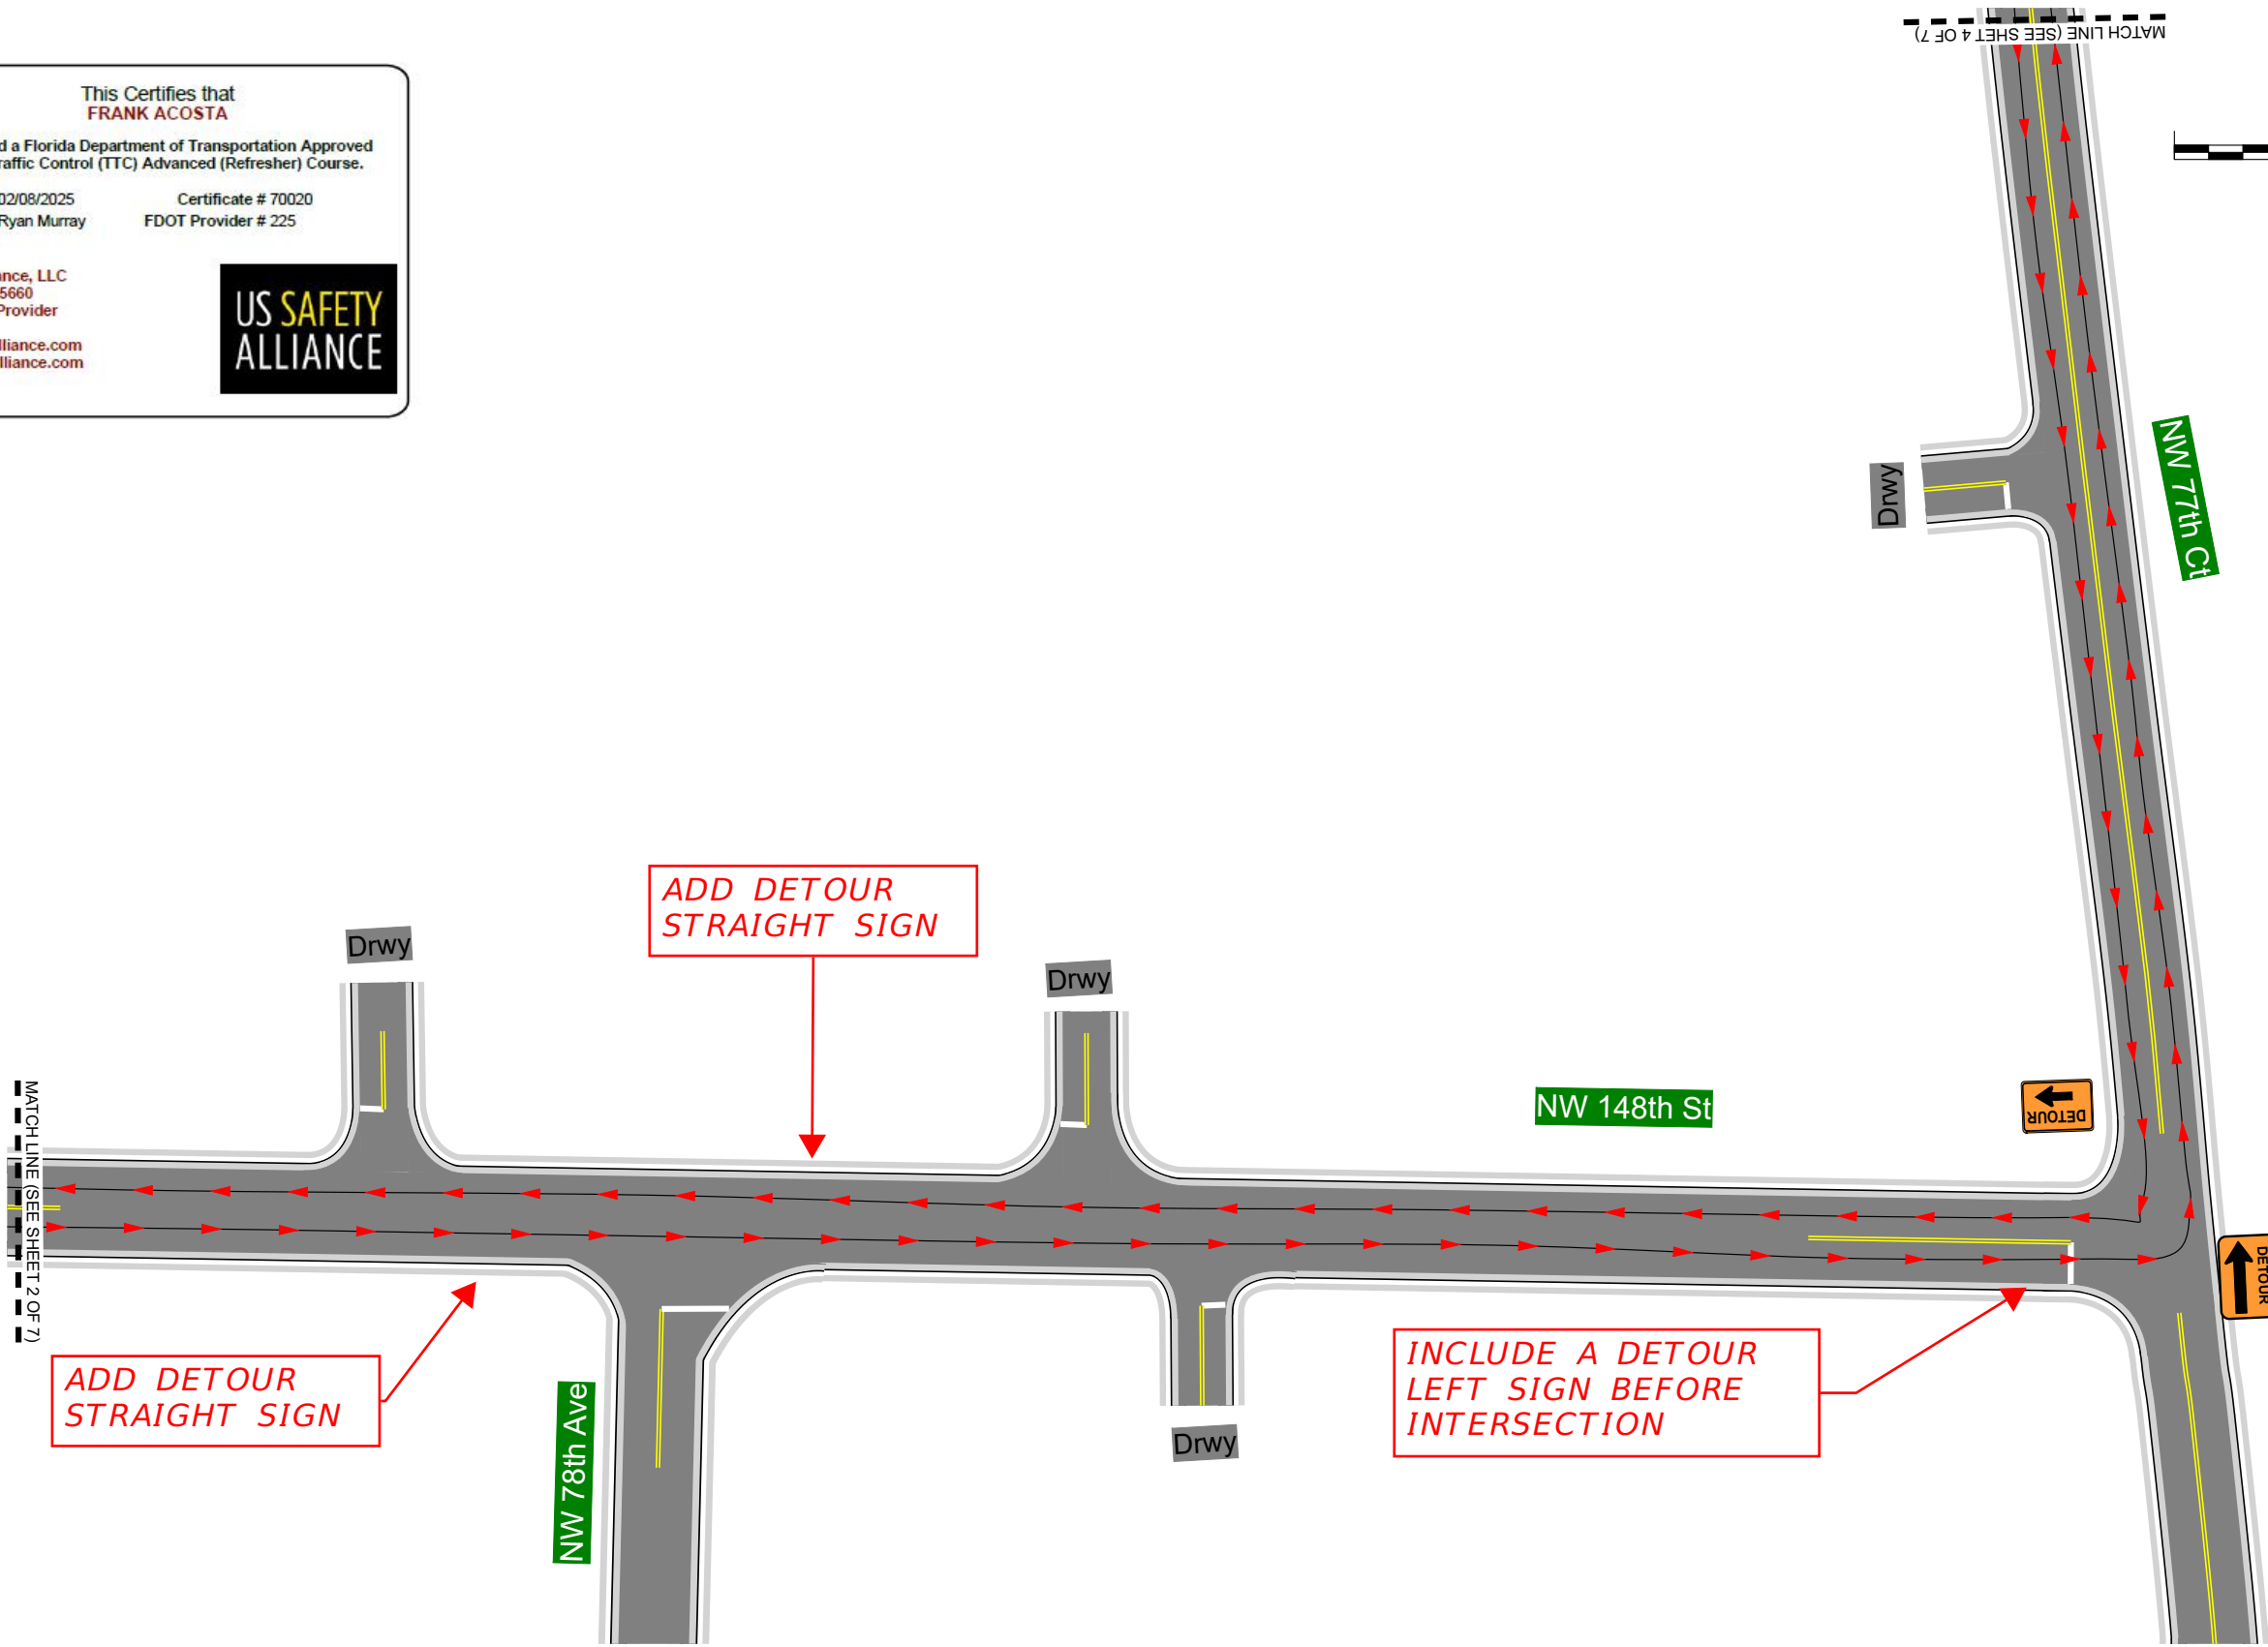 MATCH LINE (SEE SHEET 4 OF 7)
This Certifies that
FRANK ACOSTA
d a Florida Department of Transportation Approved
raffic Control (TTC) Advanced (Refresher) Course.
02/08/2025 Certificate # 70020
Ryan Murray FDOT Provider # 225
ance, LLC
5660
Provider
lliance.com
lliance.com
US SAFETY
ALLIANCE
NW 77th Ct
Drwy
ADD DETOUR
STRAIGHT SIGN
Drwy
Drwy
NW 148th St
DETOUR
MATCH LINE (SEE SHEET 2 OF 7)
DETOUR
ADD DETOUR
STRAIGHT SIGN
NW 78th Ave
Drwy
INCLUDE A DETOUR
LEFT SIGN BEFORE
INTERSECTION